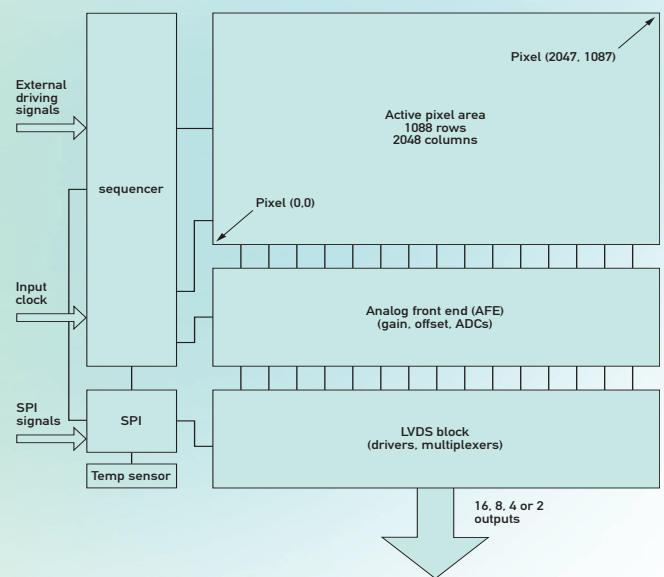 External
driving
signals
sequencer
Input
clock
SPI
signals
SPI
Temp sensor
Pixel (2047, 1087)
Active pixel area
1088 rows
2048 columns
Pixel (0,0)
Analog front end (AFE)
(gain, offset, ADCs)
LVDS block
(drivers, multiplexers)
16, 8, 4 or 2
outputs